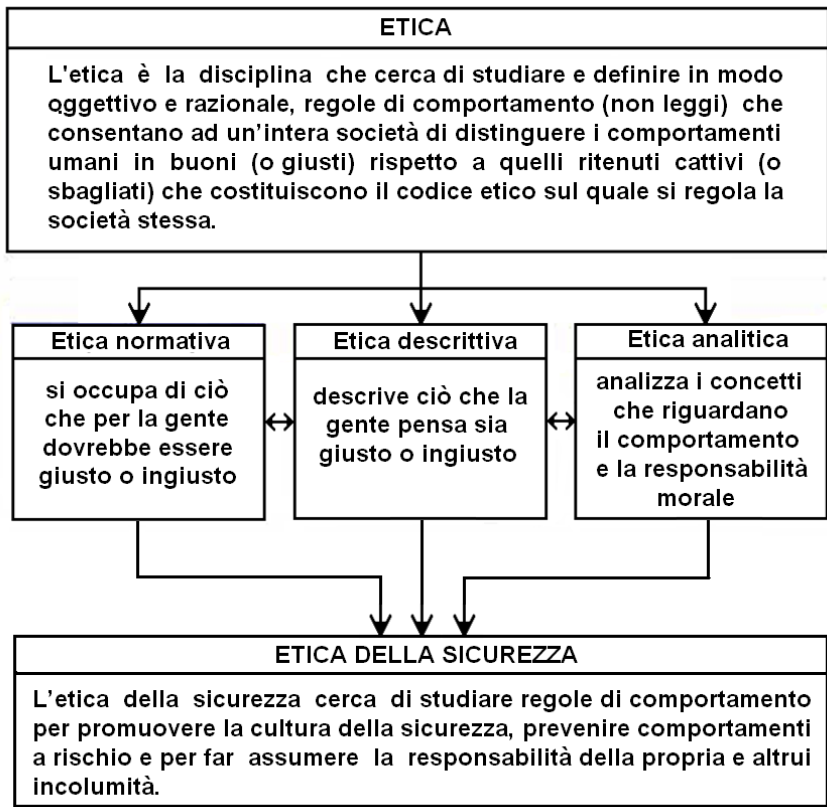 ETICA
L'etica è la disciplina che cerca di studiare e definire in modo
oggettivo e razionale, regole di comportamento (non leggi) che
consentano ad un'intera società di distinguere i comportamenti
umani in buoni (o giusti) rispetto a quelli ritenuti cattivi (o
sbagliati) che costituiscono il codice etico sul quale si regola la
società stessa.
Etica normativa
si occupa di ciò
che per la gente
dovrebbe essere
giusto o ingiusto
Etica descrittiva
descrive ciò che la
gente pensa sia
giusto o ingiusto
Etica analitica
analizza i concetti
che riguardano
il comportamento
e la responsabilità
morale
ETICA DELLA SICUREZZA
L'etica della sicurezza cerca di studiare regole di comportamento
per promuovere la cultura della sicurezza, prevenire comportamenti
a rischio e per far assumere la responsabilità della propria e altrui
incolumità.